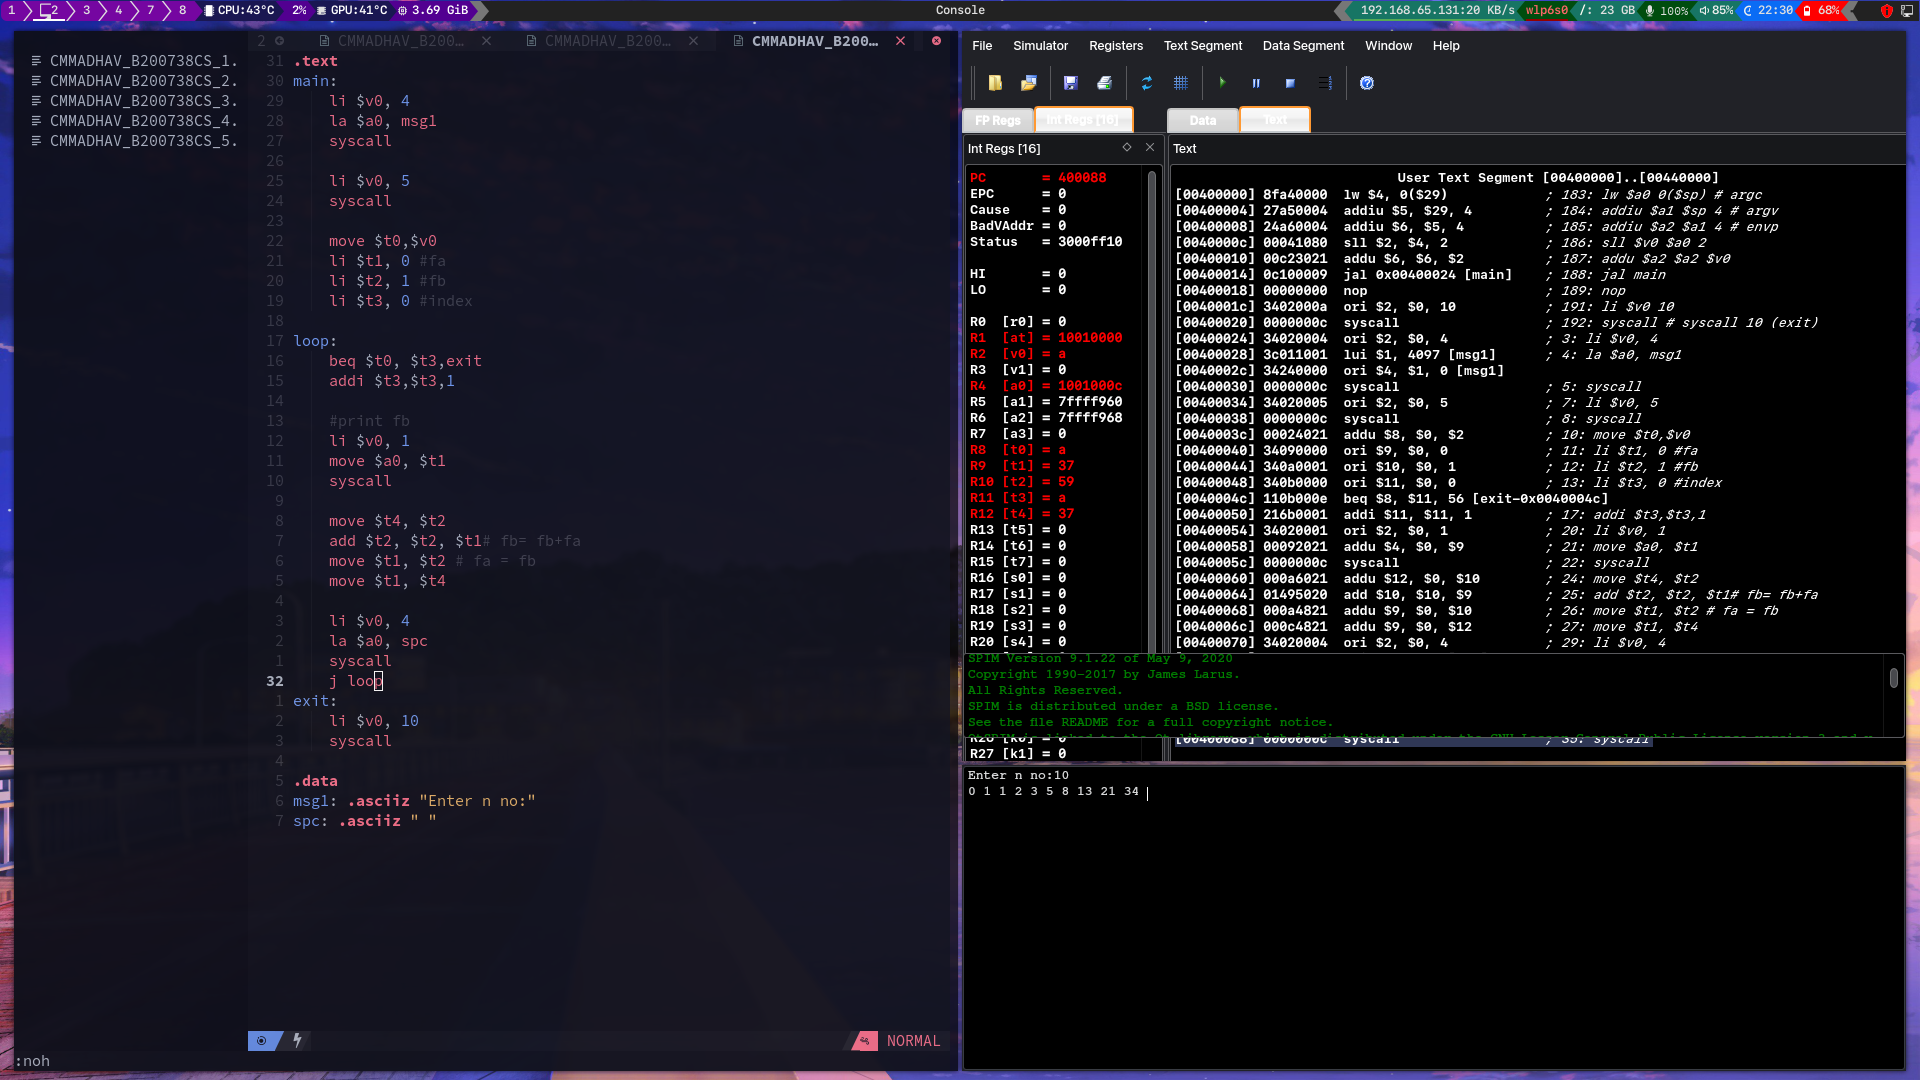 1 2 3 4 7 8 CPU:43°C 2% GPU:41°C 3.69 GiB
Console
192.168.65.131:20 KB/s wlp6s0 /: 23 GB 100% 85% 22:30 68%
CMMADHAV_B200738CS_1.
CMMADHAV_B200738CS_2.
CMMADHAV_B200738CS_3.
CMMADHAV_B200738CS_4.
CMMADHAV_B200738CS_5.
2 CMMADHAV_B200… CMMADHAV_B200… CMMADHAV_B200…
31 .text
30 main:
29 li $v0, 4
28 la $a0, msg1
27 syscall
26
25 li $v0, 5
24 syscall
23
22 move $t0,$v0
21 li $t1, 0 #fa
20 li $t2, 1 #fb
19 li $t3, 0 #index
18
17 loop:
16 beq $t0, $t3,exit
15 addi $t3,$t3,1
14
13 #print fb
12 li $v0, 1
11 move $a0, $t1
10 syscall
9
8 move $t4, $t2
7 add $t2, $t2, $t1# fb= fb+fa
6 move $t1, $t2 # fa = fb
5 move $t1, $t4
4
3 li $v0, 4
2 la $a0, spc
1 syscall
32 j loop
1 exit:
2 li $v0, 10
3 syscall
4
5 .data
6 msg1: .asciiz "Enter n no:"
7 spc: .asciiz " "
NORMAL
:noh
File Simulator Registers Text Segment Data Segment Window Help
FP Regs Int Regs [16] Data Text
Int Regs [16]
PC = 400088
EPC = 0
Cause = 0
BadVAddr = 0
Status = 3000ff10
HI = 0
LO = 0
R0 [r0] = 0
R1 [at] = 10010000
R2 [v0] = a
R3 [v1] = 0
R4 [a0] = 1001000c
R5 [a1] = 7ffff960
R6 [a2] = 7ffff968
R7 [a3] = 0
R8 [t0] = a
R9 [t1] = 37
R10 [t2] = 59
R11 [t3] = a
R12 [t4] = 37
R13 [t5] = 0
R14 [t6] = 0
R15 [t7] = 0
R16 [s0] = 0
R17 [s1] = 0
R18 [s2] = 0
R19 [s3] = 0
R20 [s4] = 0
Text
User Text Segment [00400000]..[00440000]
[00400000] 8fa40000 lw $4, 0($29) ; 183: lw $a0 0($sp) # argc
[00400004] 27a50004 addiu $5, $29, 4 ; 184: addiu $a1 $sp 4 # argv
[00400008] 24a60004 addiu $6, $5, 4 ; 185: addiu $a2 $a1 4 # envp
[0040000c] 00041080 sll $2, $4, 2 ; 186: sll $v0 $a0 2
[00400010] 00c23021 addu $6, $6, $2 ; 187: addu $a2 $a2 $v0
[00400014] 0c100009 jal 0x00400024 [main] ; 188: jal main
[00400018] 00000000 nop ; 189: nop
[0040001c] 3402000a ori $2, $0, 10 ; 191: li $v0 10
[00400020] 0000000c syscall ; 192: syscall # syscall 10 (exit)
[00400024] 34020004 ori $2, $0, 4 ; 3: li $v0, 4
[00400028] 3c011001 lui $1, 4097 [msg1] ; 4: la $a0, msg1
[0040002c] 34240000 ori $4, $1, 0 [msg1]
[00400030] 0000000c syscall ; 5: syscall
[00400034] 34020005 ori $2, $0, 5 ; 7: li $v0, 5
[00400038] 0000000c syscall ; 8: syscall
[0040003c] 00024021 addu $8, $0, $2 ; 10: move $t0,$v0
[00400040] 34090000 ori $9, $0, 0 ; 11: li $t1, 0 #fa
[00400044] 340a0001 ori $10, $0, 1 ; 12: li $t2, 1 #fb
[00400048] 340b0000 ori $11, $0, 0 ; 13: li $t3, 0 #index
[0040004c] 110b000e beq $8, $11, 56 [exit-0x0040004c]
[00400050] 216b0001 addi $11, $11, 1 ; 17: addi $t3,$t3,1
[00400054] 34020001 ori $2, $0, 1 ; 20: li $v0, 1
[00400058] 00092021 addu $4, $0, $9 ; 21: move $a0, $t1
[0040005c] 0000000c syscall ; 22: syscall
[00400060] 000a6021 addu $12, $0, $10 ; 24: move $t4, $t2
[00400064] 01495020 add $10, $10, $9 ; 25: add $t2, $t2, $t1# fb= fb+fa
[00400068] 000a4821 addu $9, $0, $10 ; 26: move $t1, $t2 # fa = fb
[0040006c] 000c4821 addu $9, $0, $12 ; 27: move $t1, $t4
[00400070] 34020004 ori $2, $0, 4 ; 29: li $v0, 4
SPIM Version 9.1.22 of May 9, 2020
Copyright 1990-2017 by James Larus.
All Rights Reserved.
SPIM is distributed under a BSD license.
See the file README for a full copyright notice.
R26 [k0] = 0 [00400088] 0000000c syscall ; 35: syscall
R27 [k1] = 0
Enter n no:10
0 1 1 2 3 5 8 13 21 34